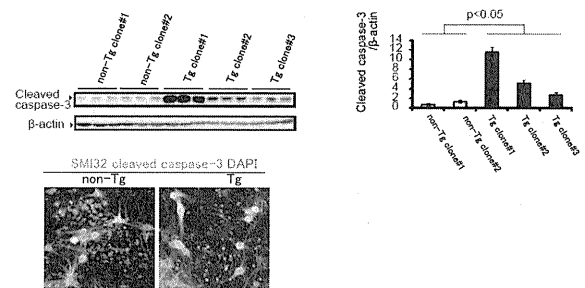 non-Tg clone#1
non-Tg clone#2
Tg clone#1
Tg clone#2
Tg clone#3
Cleaved
caspase-3
β-actin
SMI32 cleaved caspase-3 DAPI
non-Tg
Tg
p<0.05
Cleaved caspase-3
/β-actin
14
12
10
8
6
4
2
0
non-Tg clone#1
non-Tg clone#2
Tg clone#1
Tg clone#2
Tg clone#3